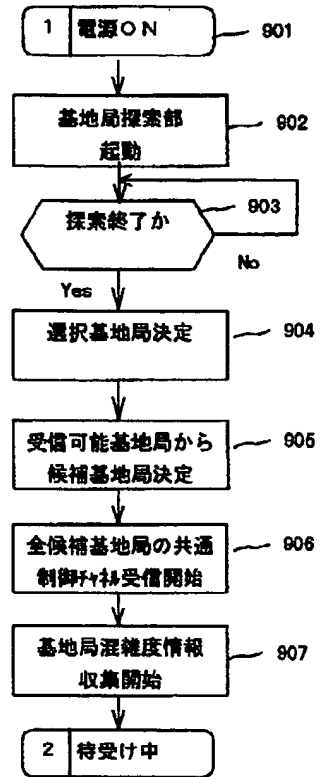 1 電源ON 901
基地局探索部 902
起動
探索終了か 903
No
Yes
選択基地局決定 904
受信可能基地局から 905
候補基地局決定
全候補基地局の共通 906
制御ﾁｬﾈﾙ受信開始
基地局混雑度情報 907
収集開始
2 待受け中